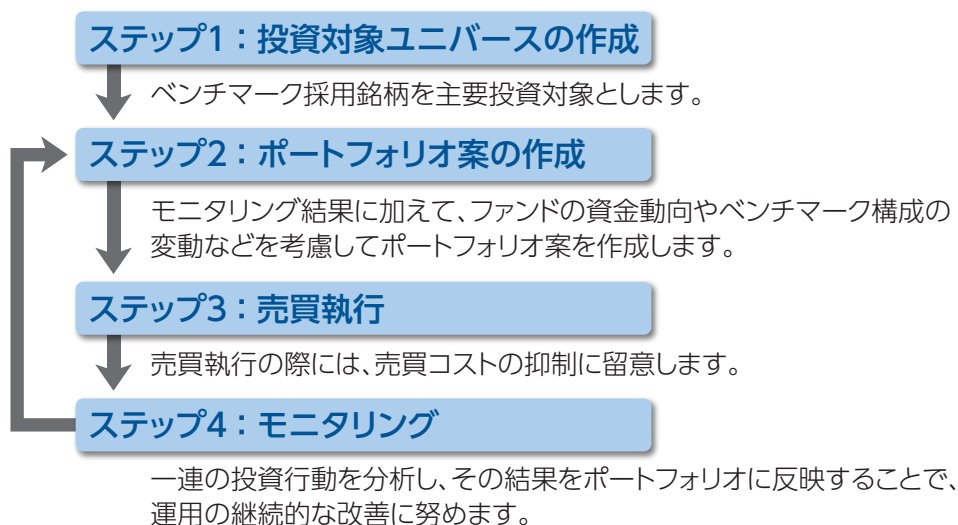 ステップ1：投資対象ユニバースの作成
ベンチマーク採用銘柄を主要投資対象とします。
ステップ2：ポートフォリオ案の作成
モニタリング結果に加えて、ファンドの資金動向やベンチマーク構成の
変動などを考慮してポートフォリオ案を作成します。
ステップ3：売買執行
売買執行の際には、売買コストの抑制に留意します。
ステップ4：モニタリング
一連の投資行動を分析し、その結果をポートフォリオに反映することで、
運用の継続的な改善に努めます。